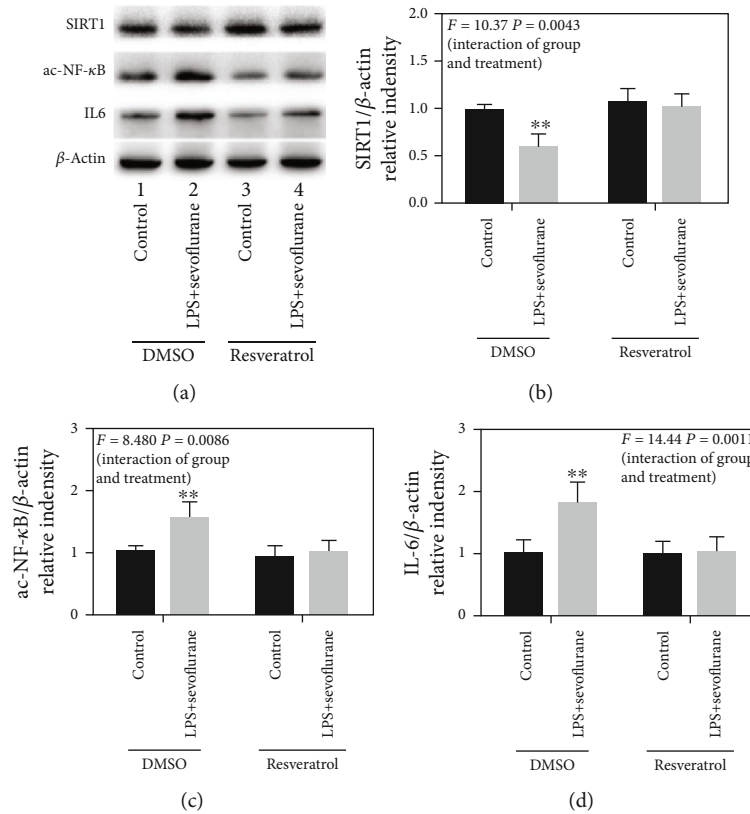 SIRT1
ac-NF-κB
IL6
β-Actin
1 2 3 4
Control
LPS+sevoflurane
Control
LPS+sevoflurane
DMSO Resveratrol
(a)
SIRT1/β-actin
relative indensity
2.0
1.5
1.0
0.5
0.0
F = 10.37 P = 0.0043
(interaction of group
and treatment)
**
Control
LPS+sevoflurane
Control
LPS+sevoflurane
DMSO Resveratrol
(b)
ac-NF-κB/β-actin
relative indensity
3
2
1
0
F = 8.480 P = 0.0086
(interaction of group
and treatment)
**
Control
LPS+sevoflurane
Control
LPS+sevoflurane
DMSO Resveratrol
(c)
IL-6/β-actin
relative indensity
3
2
1
0
F = 14.44 P = 0.0011
(interaction of group
and treatment)
**
Control
LPS+sevoflurane
Control
LPS+sevoflurane
DMSO Resveratrol
(d)